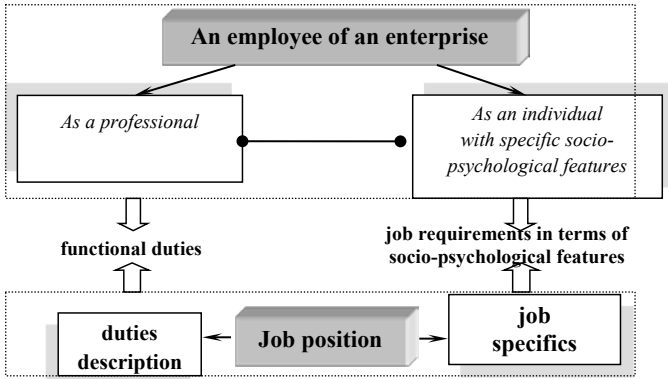 An employee of an enterprise
As a professional
As an individual
with specific socio-
psychological features
functional duties
job requirements in terms of
socio-psychological features
duties
description
Job position
job
specifics